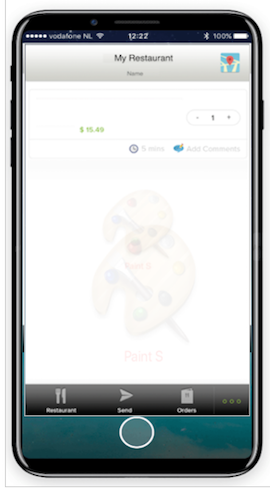 vodafone NL 12:22 100%
My Restaurant
Name
- 1 +
$ 15.49
5 mins Add Comments
Paint S
Paint S
Restaurant Send Orders